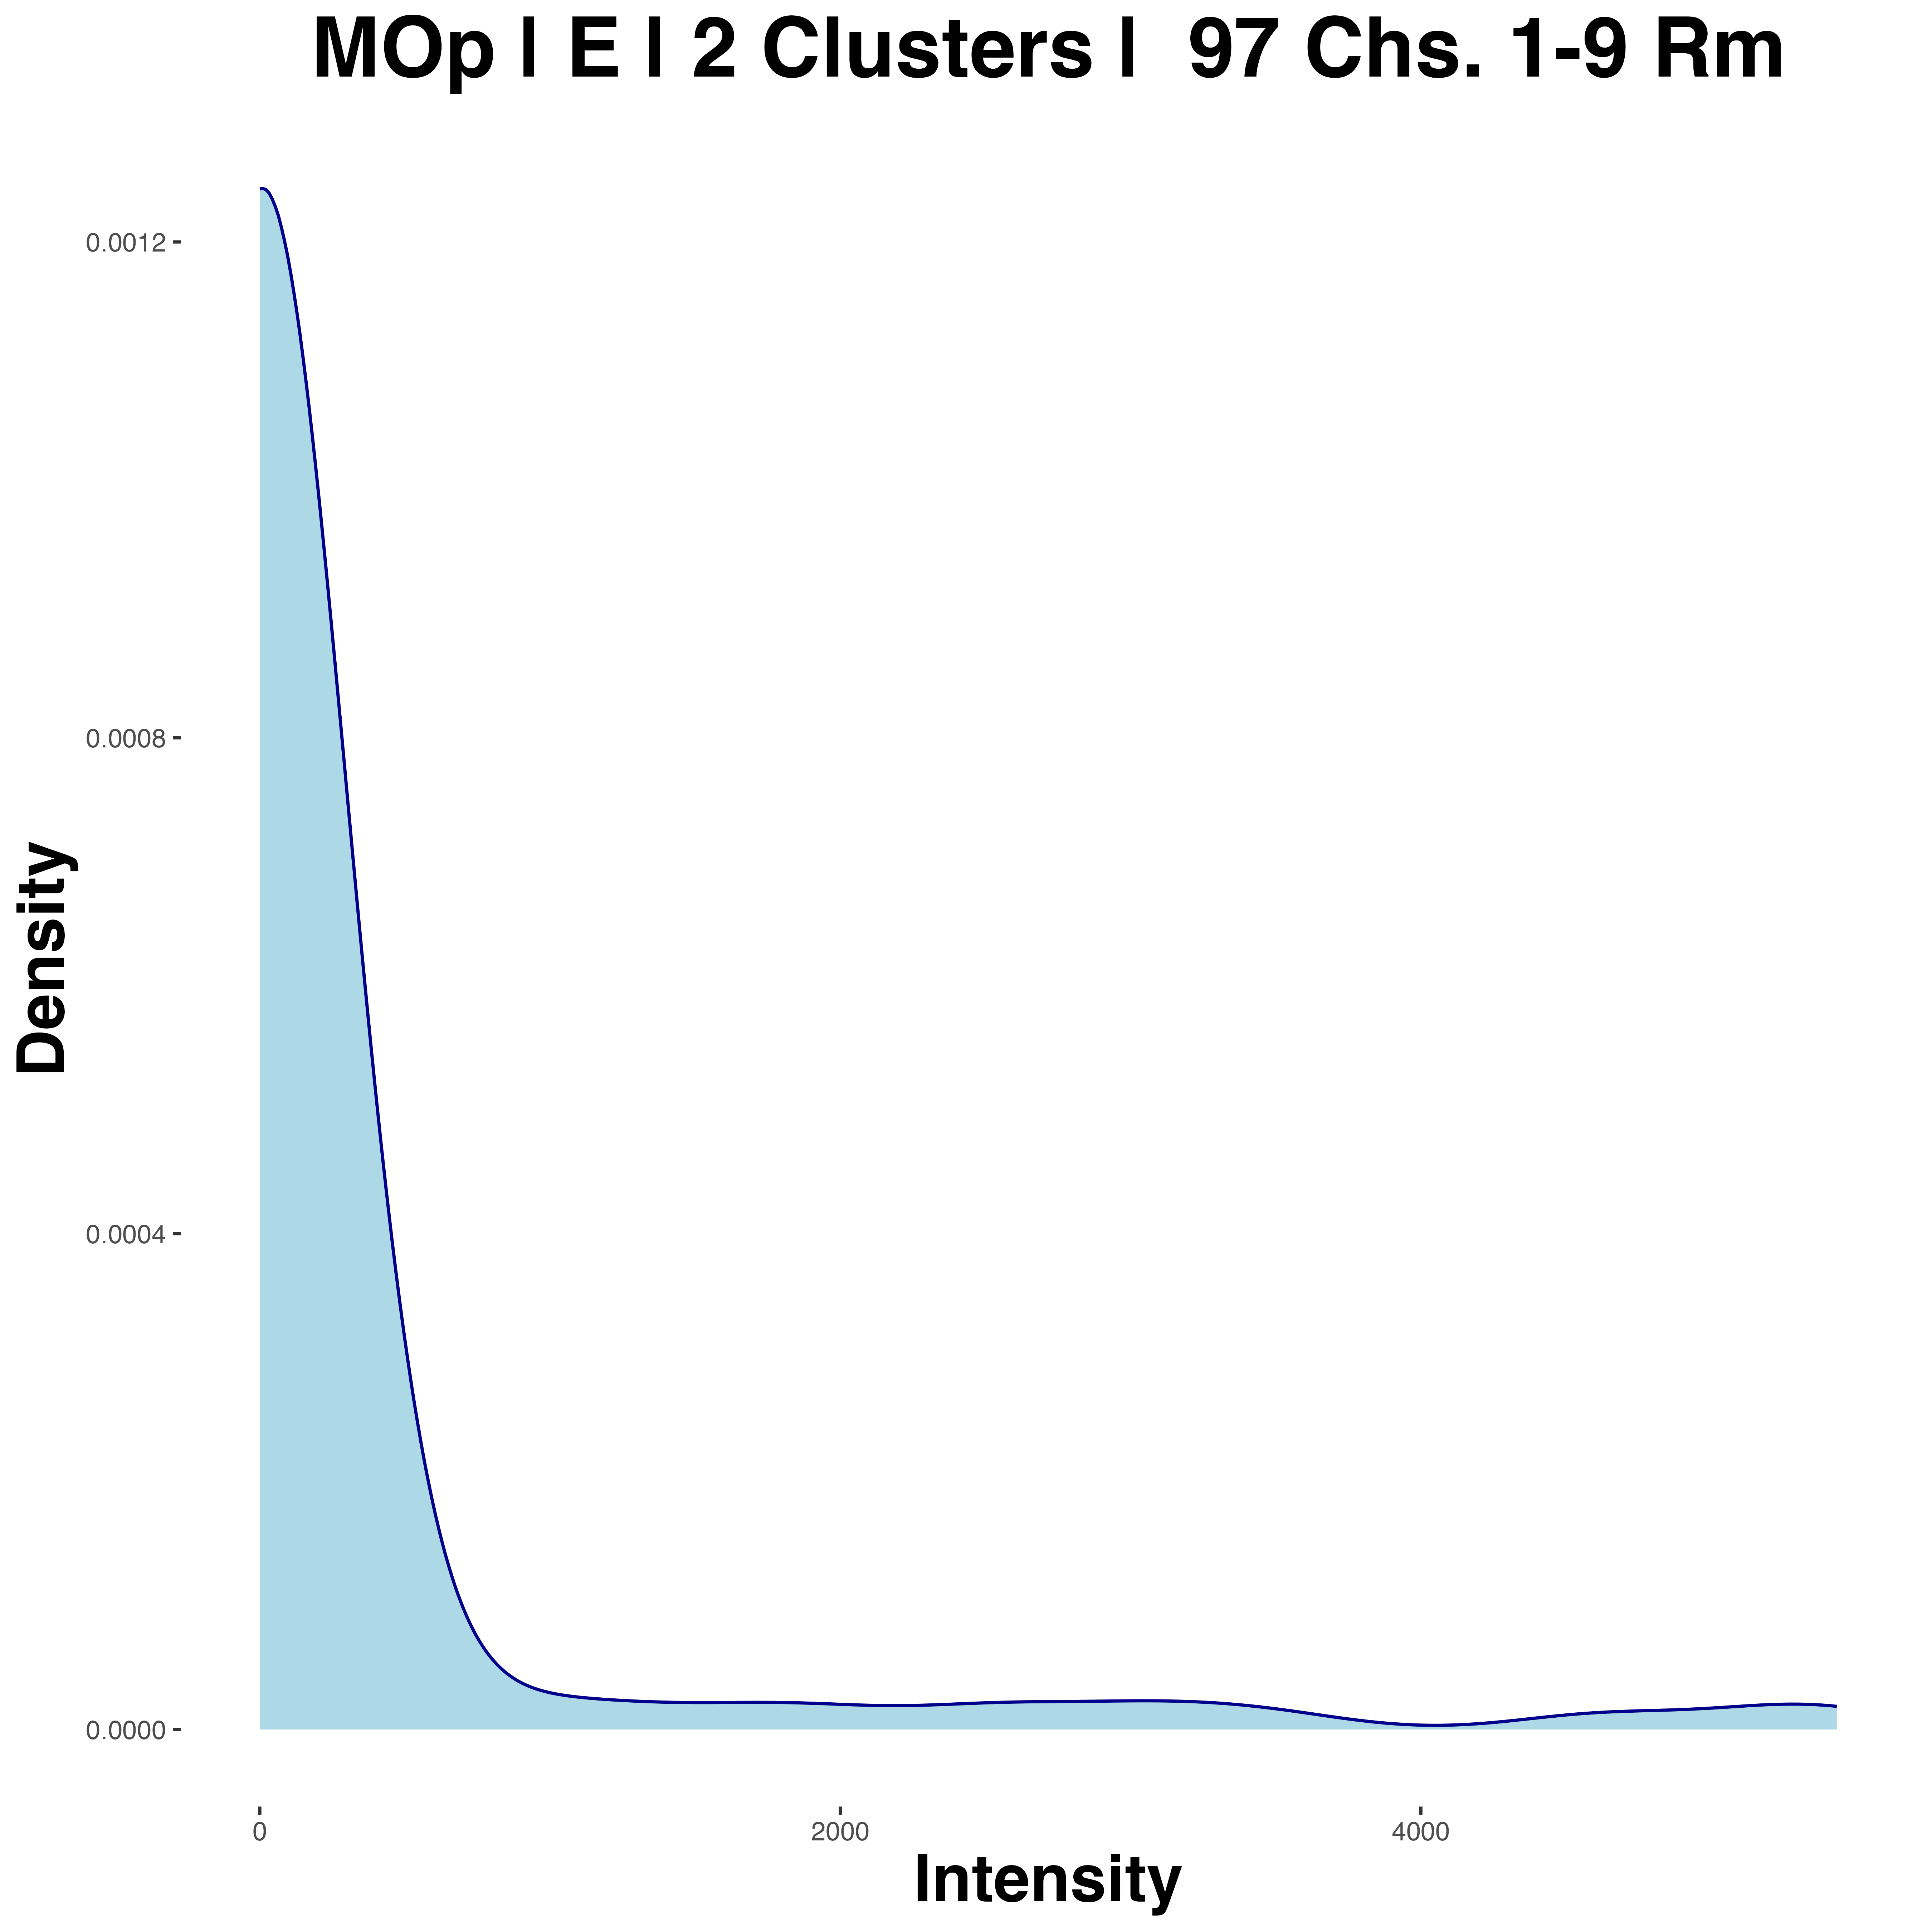 MOp | E | 2 Clusters |  97 Chs. 1-9 Rm
0.0012
0.0008
0.0004
0.0000
Density
0
2000
4000
Intensity